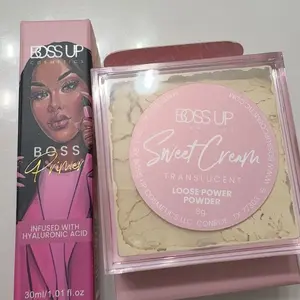 BOSS UP
COSMETICS
BOSS
Primer
INFUSED WITH
HYALURONIC ACID
30ml/1.01 fl oz
BOSS UP
Sweet Cream
TRANSLUCENT
LOOSE POWER
POWDER